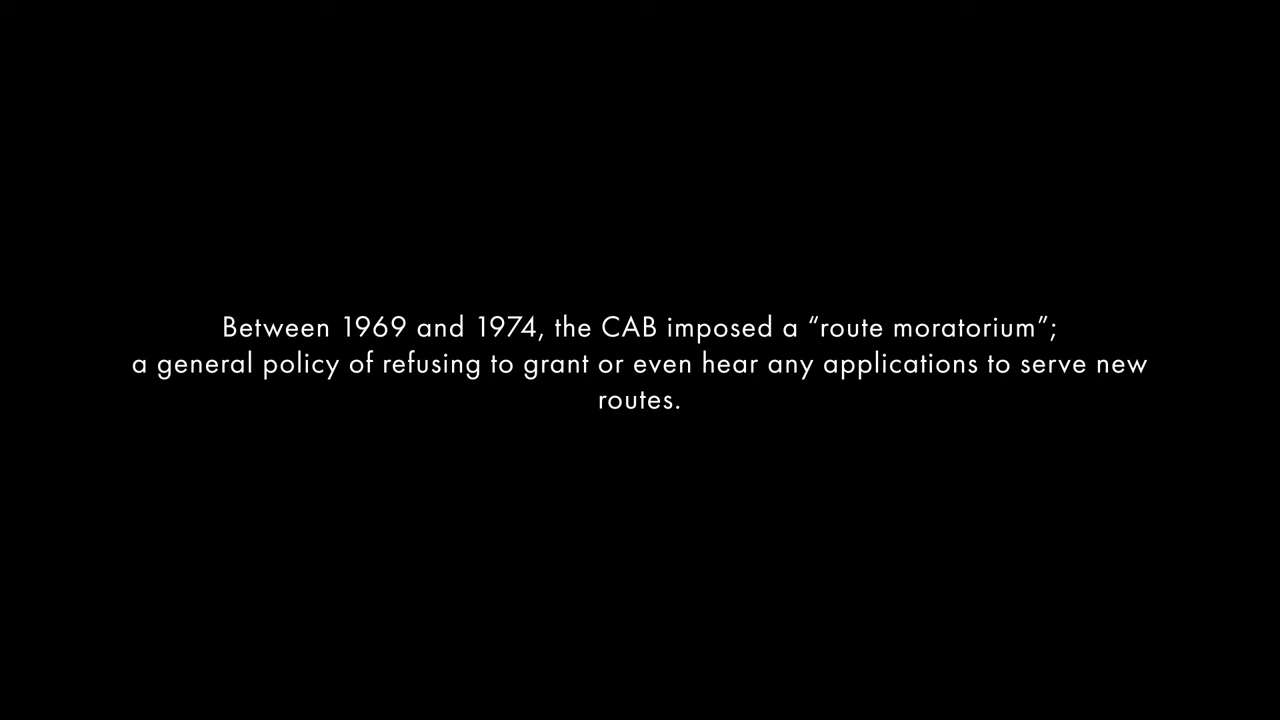 Between 1969 and 1974, the CAB imposed a “route moratorium”;
a general policy of refusing to grant or even hear any applications to serve new
routes.